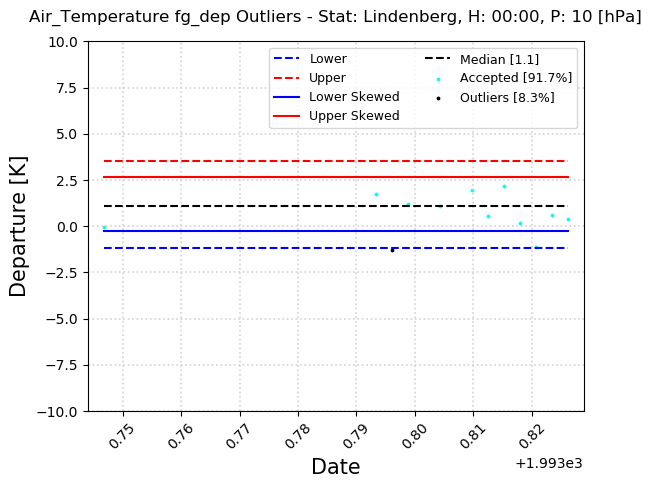 Air_Temperature fg_dep Outliers - Stat: Lindenberg, H: 00:00, P: 10 [hPa]
Lower
Upper
Lower Skewed
Upper Skewed
Median [1.1]
Accepted [91.7%]
Outliers [8.3%]
Departure [K]
10.0
7.5
5.0
2.5
0.0
−2.5
−5.0
−7.5
−10.0
0.75
0.76
0.77
0.78
0.79
0.80
0.81
0.82
+1.993e3
Date